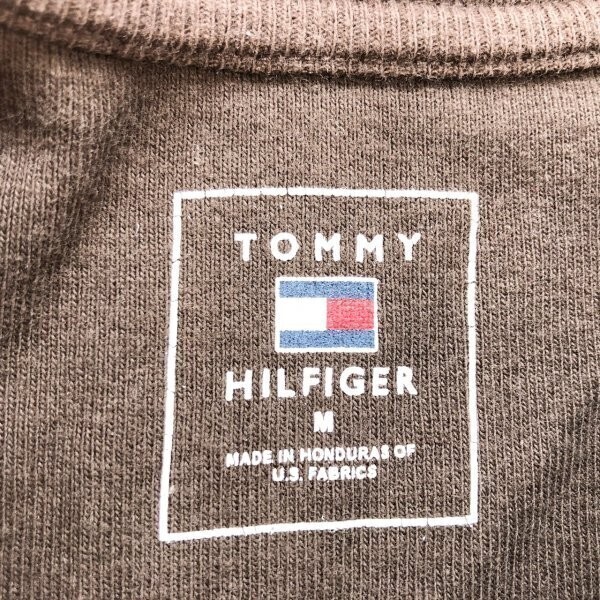 TOMMY
HILFIGER
M
MADE IN HONDURAS OF
U.S. FABRICS